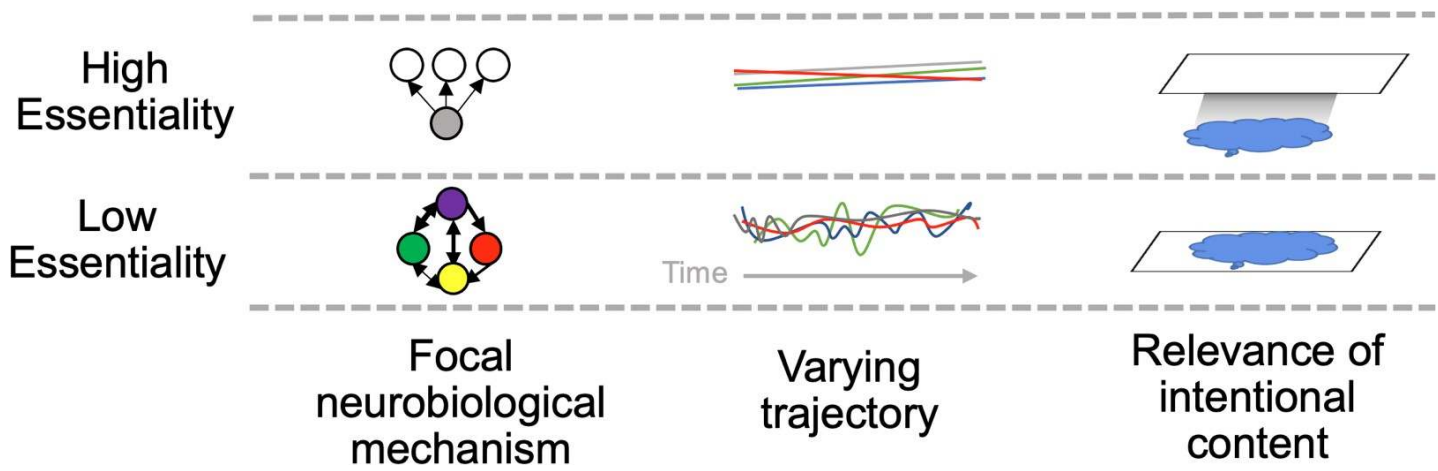 High
Essentiality
Low
Essentiality
Time
Focal
neurobiological
mechanism
Varying
trajectory
Relevance of
intentional
content